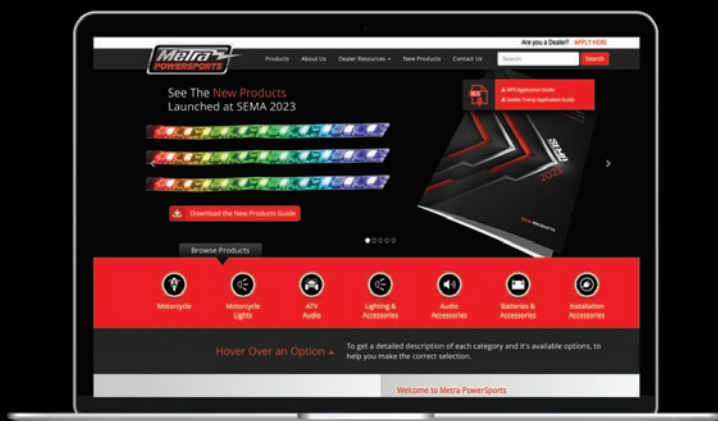 Are you a Dealer? APPLY HERE
Metra
POWERSPORTS
Products About Us Dealer Resources New Products Contact Us Search Search
See The New Products
Launched at SEMA 2023
XLS
MPS Application Guide
Saddle Tramp Application Guide
SEMA
2023
NEW PRODUCTS
Download the New Products Guide
Browse Products
Motorcycle
Motorcycle
Lights
ATV
Audio
Lighting &
Accessories
Audio
Accessories
Batteries &
Accessories
Installation
Accessories
Hover Over an Option
To get a detailed description of each category and it's available options, to
help you make the correct selection.
Welcome to Metra PowerSports